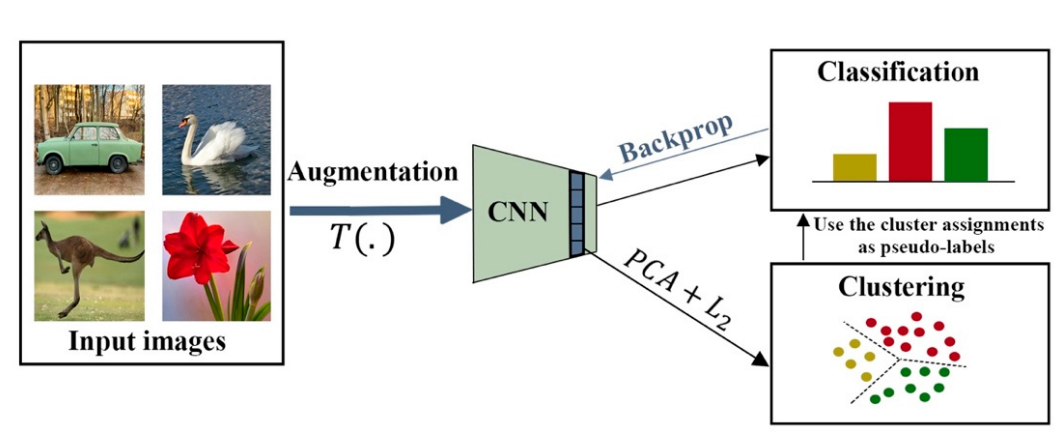 Input images
Augmentation
T(.)
CNN
Backprop
PCA + L₂
Classification
Use the cluster assignments
as pseudo-labels
Clustering